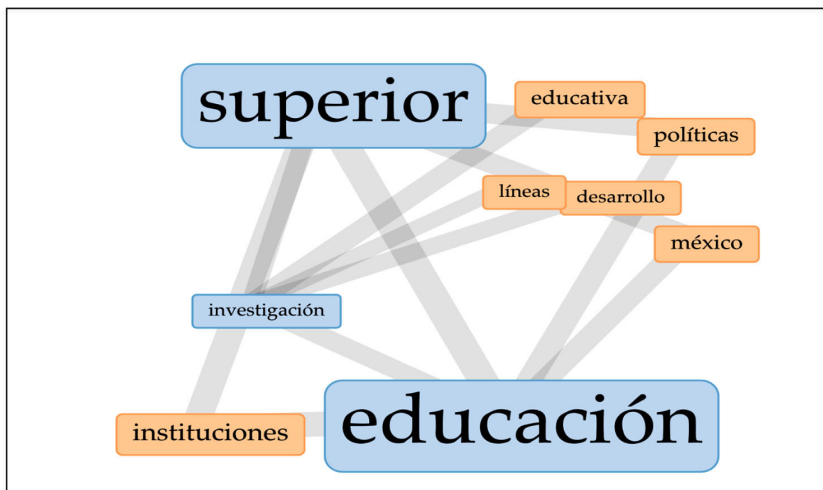 superior
educativa
políticas
líneas
desarrollo
méxico
investigación
instituciones
educación